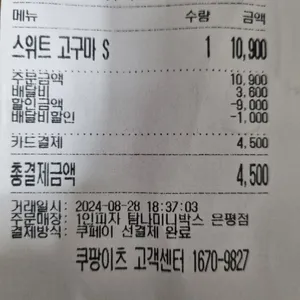 메뉴 수량 금액
스위트 고구마 S 1 10,900
주문금액 10,900
배달비 3,600
할인금액 -9,000
배달비할인 -1,000
카드결제 4,500
총결제금액 4,500
거래일시: 2024-08-28 18:37:03
주문매장: 1인피자 탐나미니박스 은평점
결제방식: 쿠페이 선결제 완료
쿠팡이츠 고객센터 1670-9827